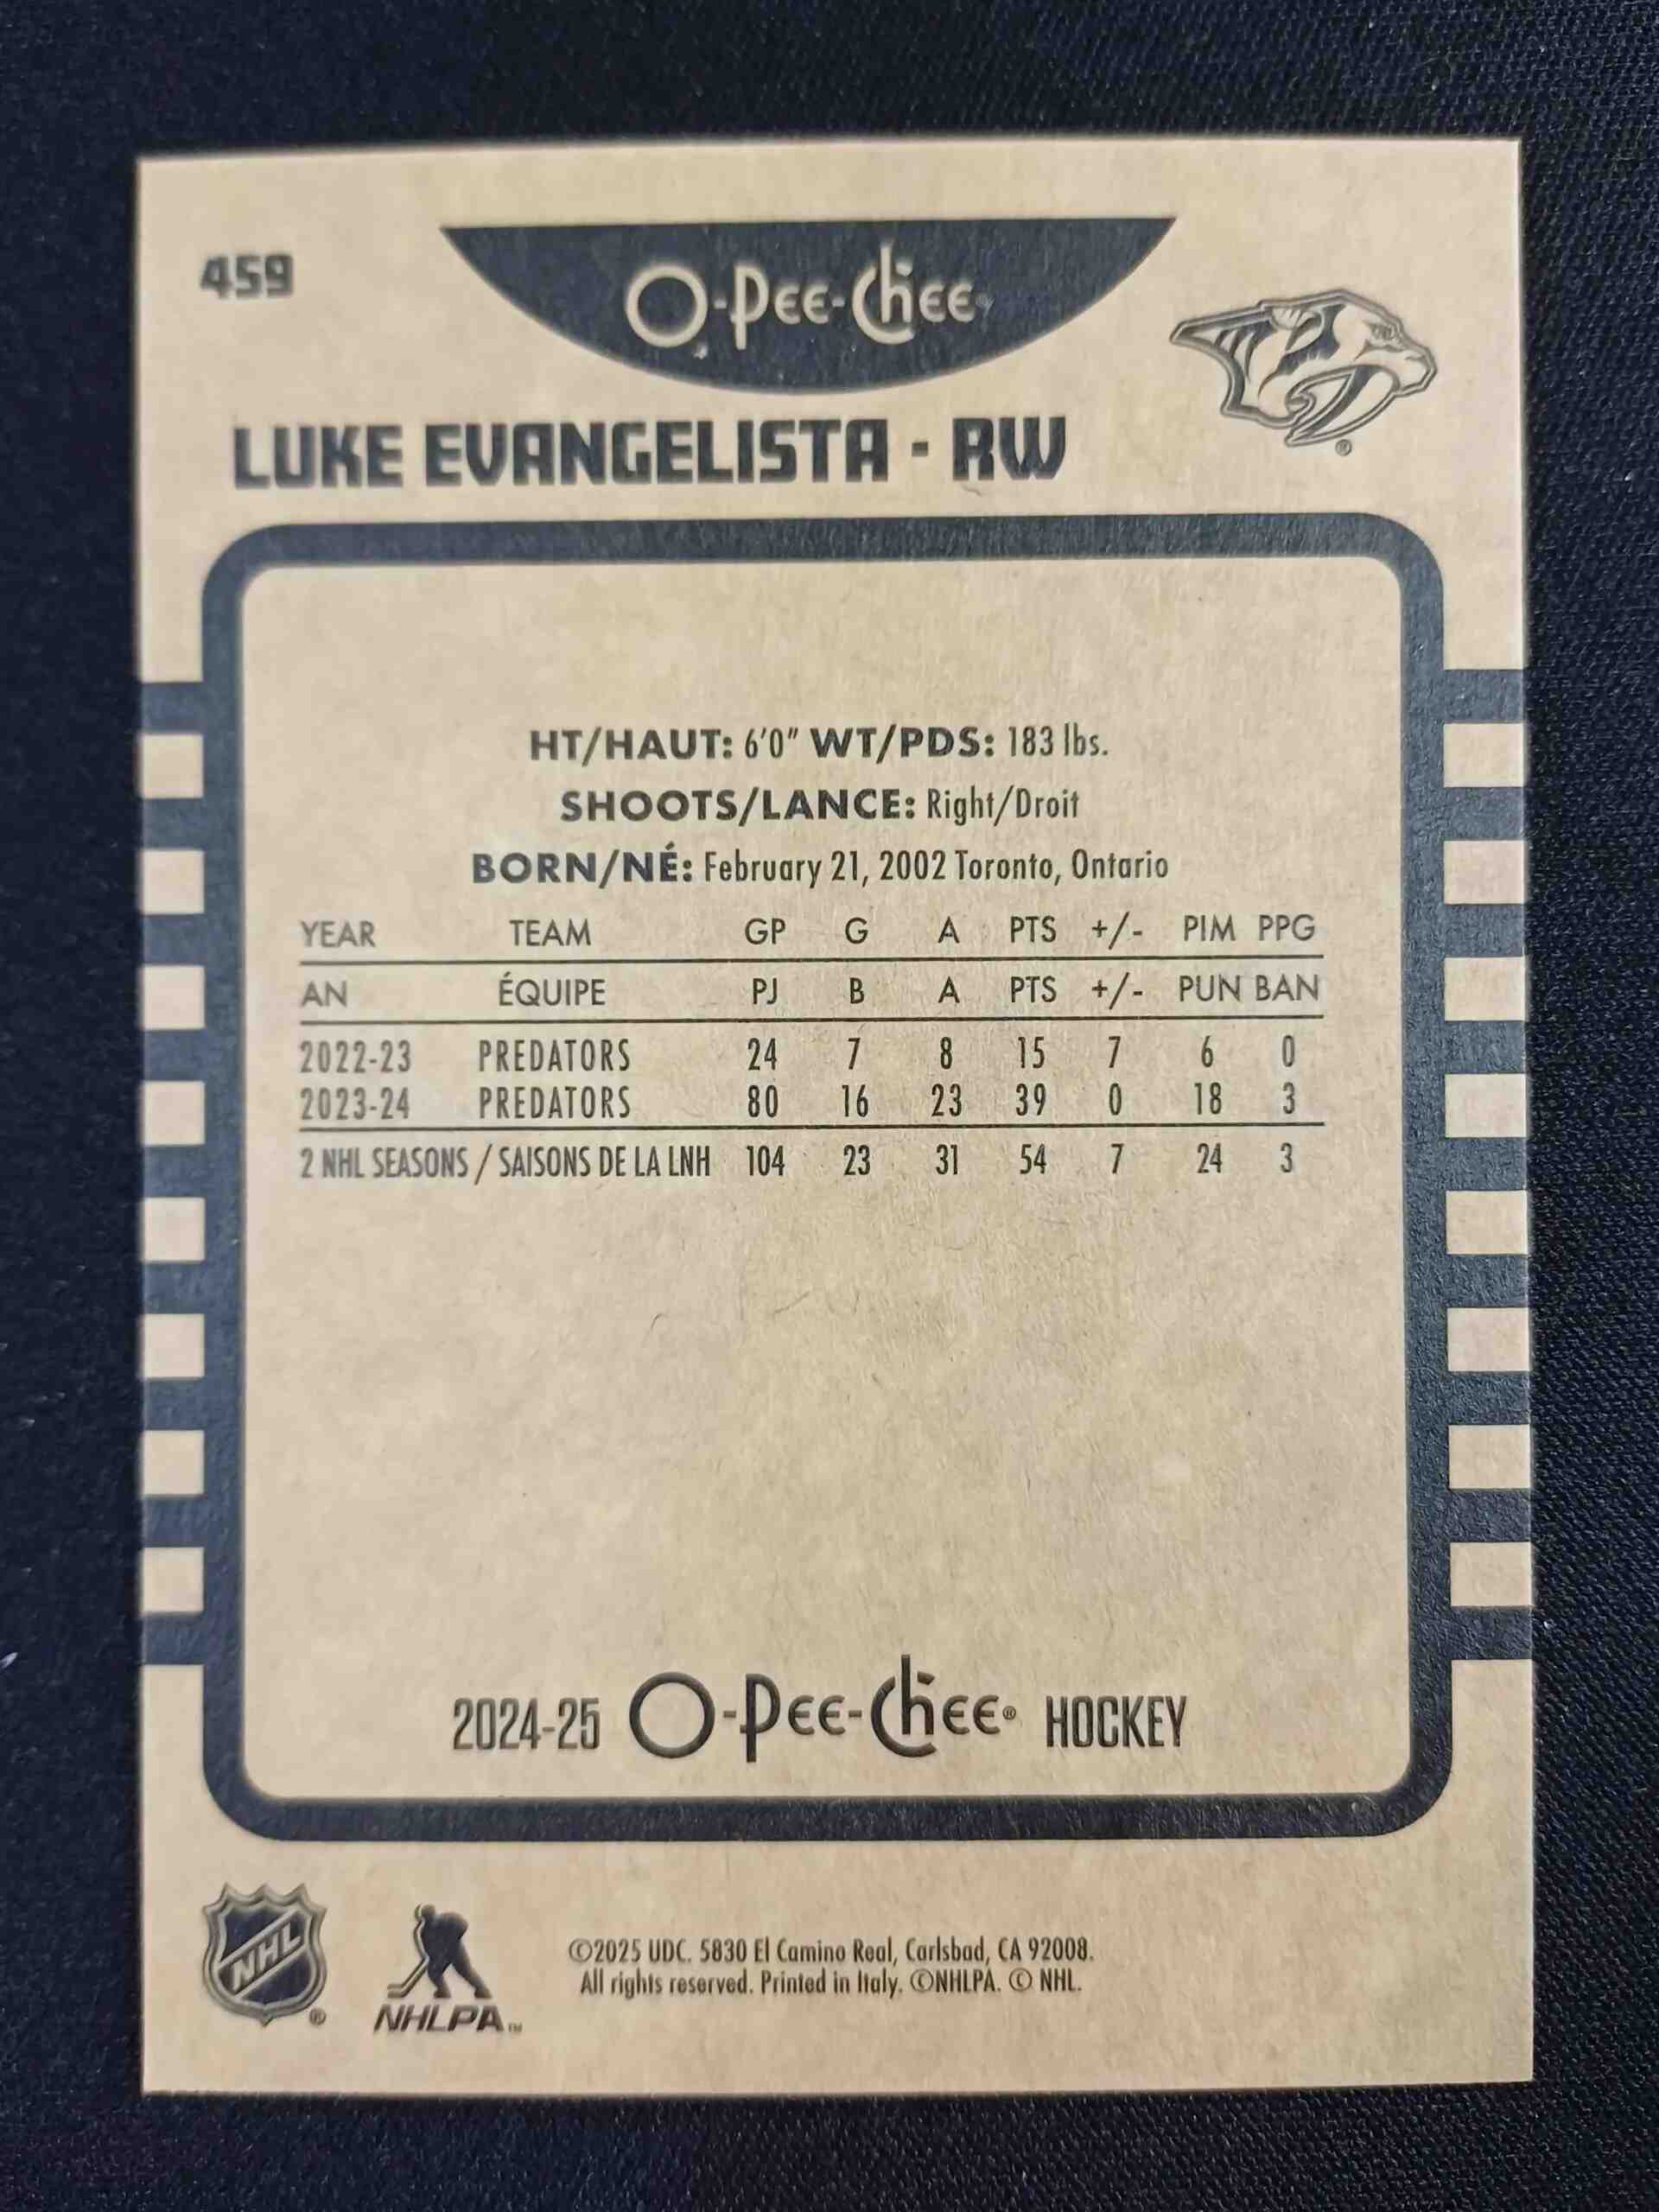 459
O-Pee-Chee
LUKE EVANGELISTA - RW
HT/HAUT: 6'0" WT/PDS: 183 lbs.
SHOOTS/LANCE: Right/Droit
BORN/NÉ: February 21, 2002 Toronto, Ontario
YEAR TEAM GP G A PTS +/- PIM PPG
AN ÉQUIPE PJ B A PTS +/- PUN BAN
2022-23 PREDATORS 24 7 8 15 7 6 0
2023-24 PREDATORS 80 16 23 39 0 18 3
2 NHL SEASONS / SAISONS DE LA LNH 104 23 31 54 7 24 3
2024-25 O-Pee-Chee® HOCKEY
NHL®
NHLPA™
©2025 UDC. 5830 El Camino Real, Carlsbad, CA 92008.
All rights reserved. Printed in Italy. ©NHLPA. © NHL.